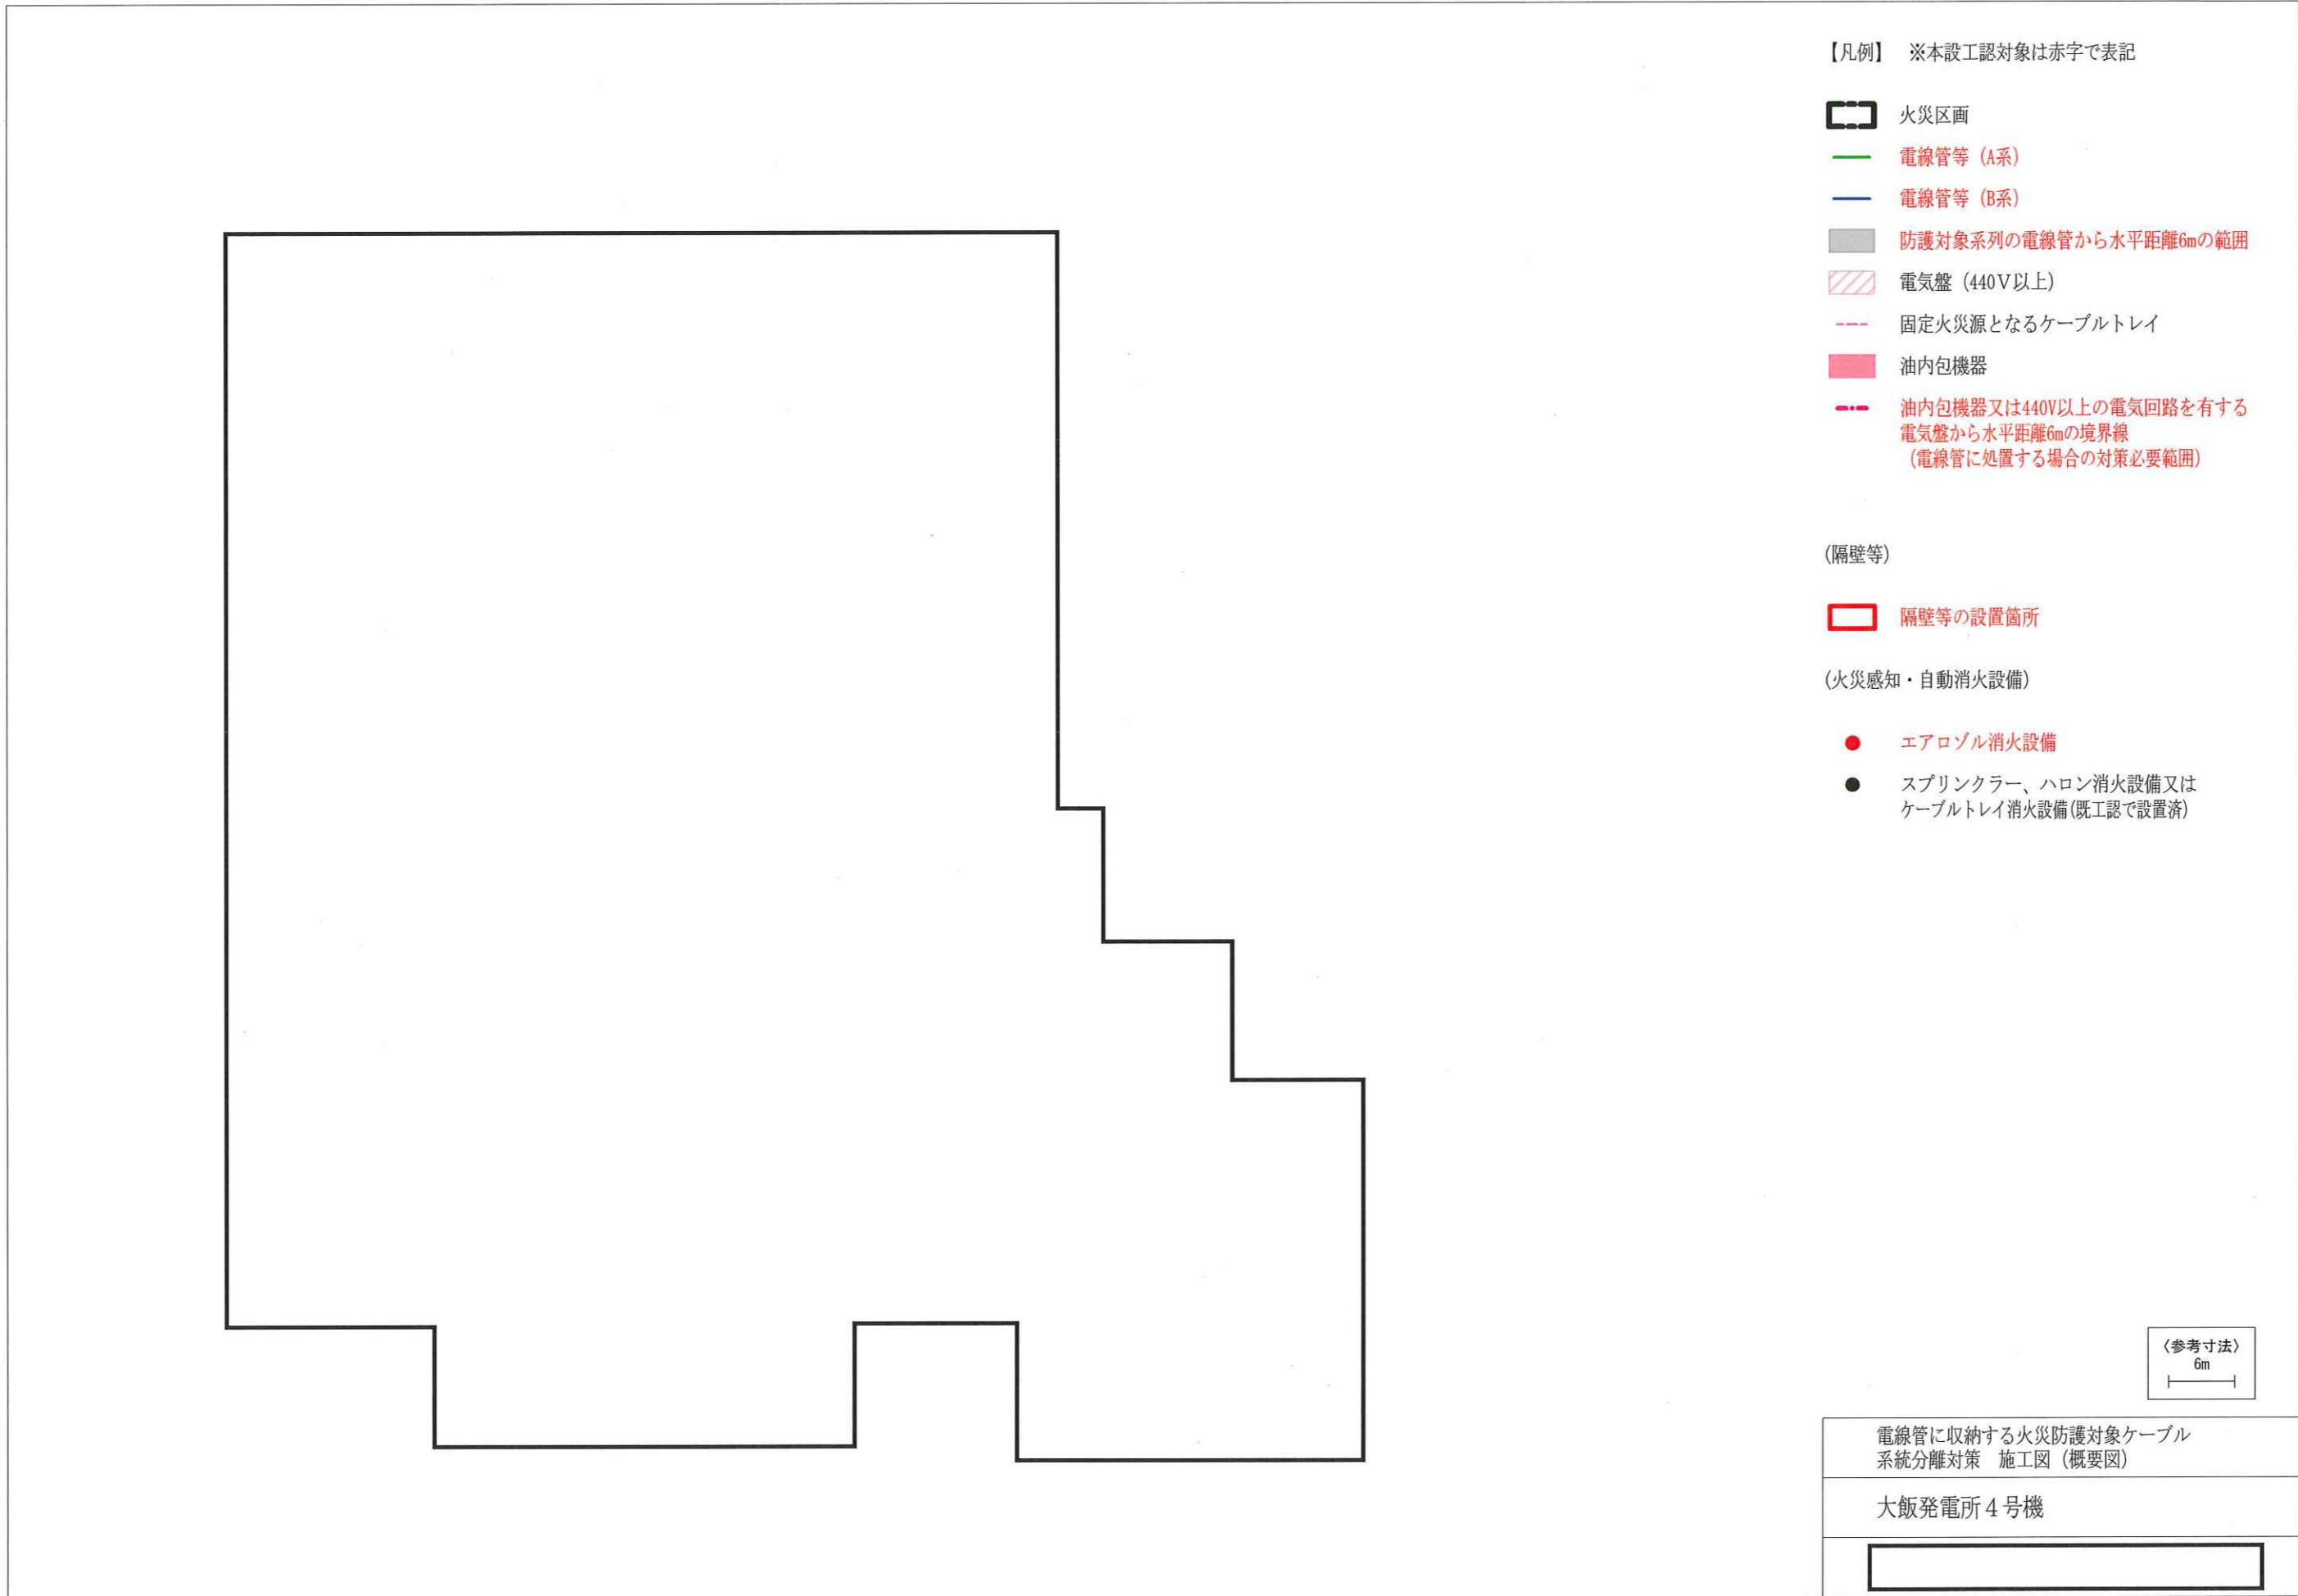 【凡例】　※本設工認対象は赤字で表記
火災区画
電線管等（A系）
電線管等（B系）
防護対象系列の電線管から水平距離6mの範囲
電気盤（440Ｖ以上）
固定火災源となるケーブルトレイ
油内包機器
油内包機器又は440V以上の電気回路を有する
電気盤から水平距離6mの境界線
（電線管に処置する場合の対策必要範囲）
(隔壁等)
隔壁等の設置箇所
(火災感知・自動消火設備)
エアロゾル消火設備
スプリンクラー、ハロン消火設備又は
ケーブルトレイ消火設備(既工認で設置済)
〈参考寸法〉
6m
電線管に収納する火災防護対象ケーブル
系統分離対策　施工図（概要図）
大飯発電所４号機